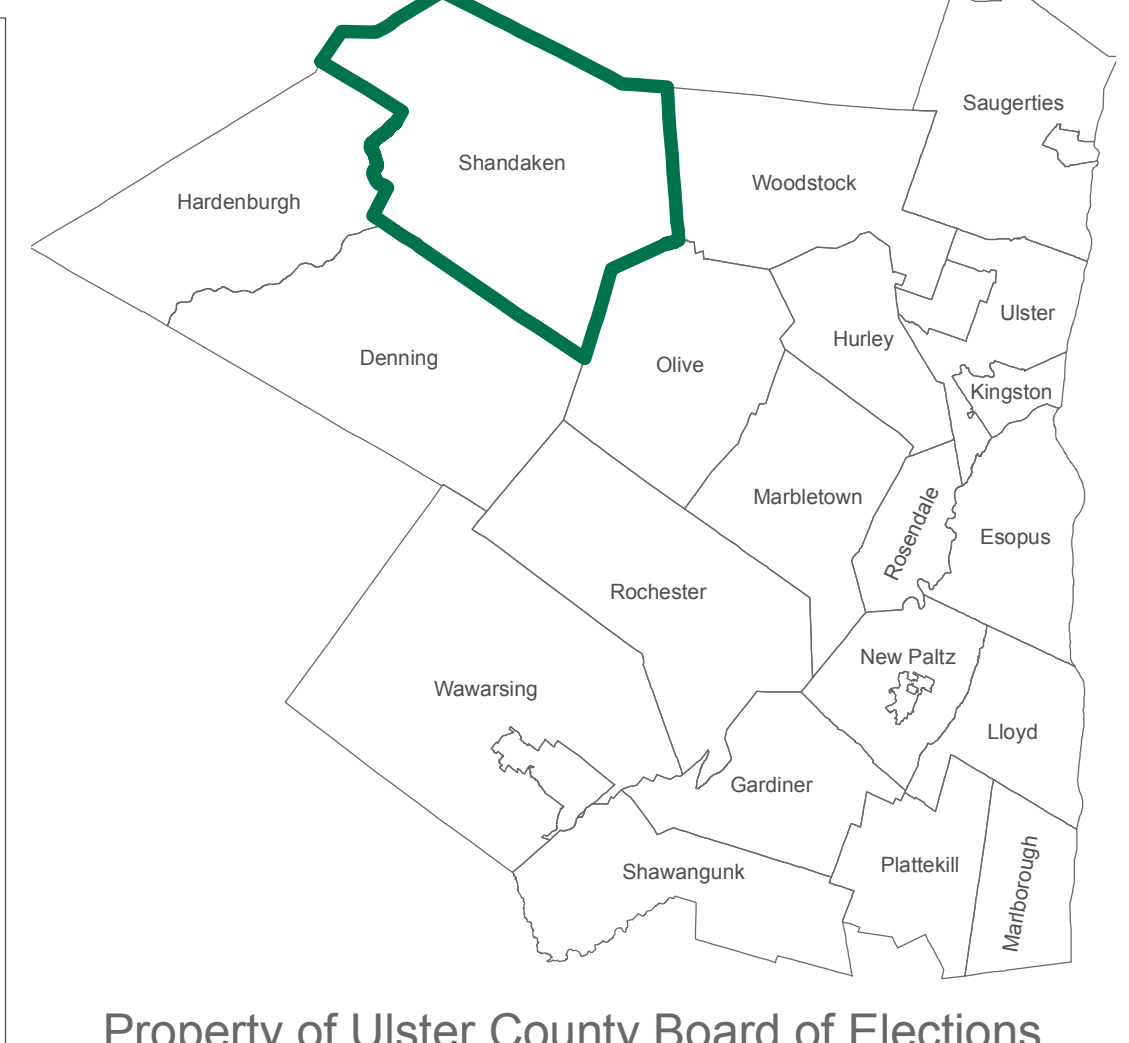 Saugerties
Shandaken
Woodstock
Hardenburgh
Ulster
Hurley
Denning
Olive
Kingston
Marbletown
Rosendale
Esopus
Rochester
New Paltz
Wawarsing
Lloyd
Gardiner
Plattekill
Shawangunk
Marlborough
Property of Ulster County Board of Elections